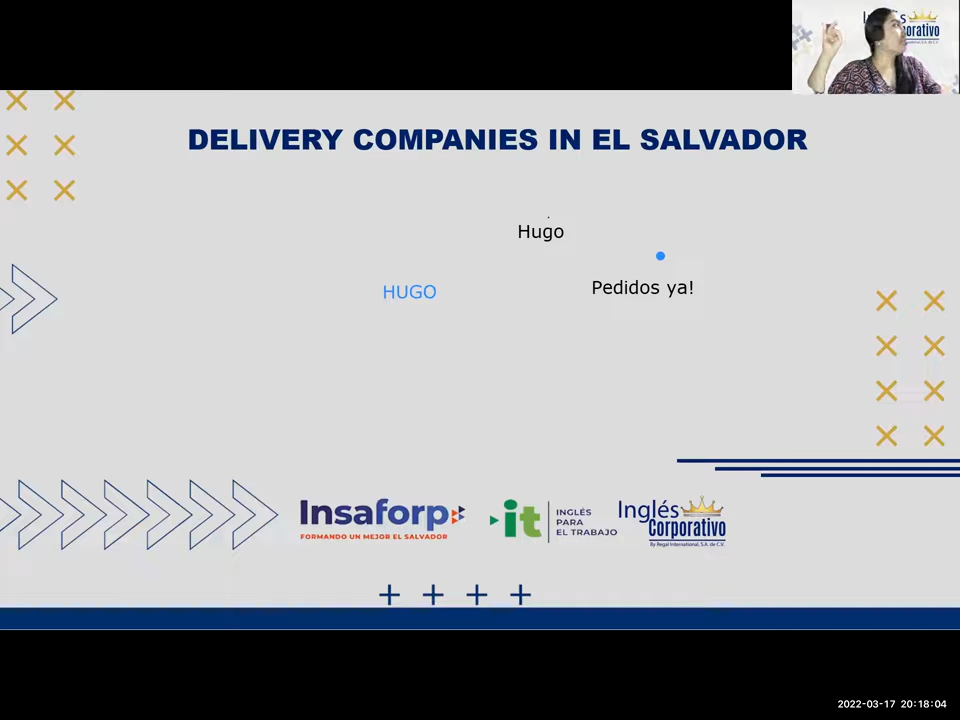 orativo
DELIVERY COMPANIES IN EL SALVADOR
Hugo
HUGO
Pedidos ya!
Insaforp
FORMANDO UN MEJOR EL SALVADOR
it
INGLÉS
PARA
EL TRABAJO
Inglés
Corporativo
By Regal International, S.A. de C.V.
2022-03-17 20:18:04